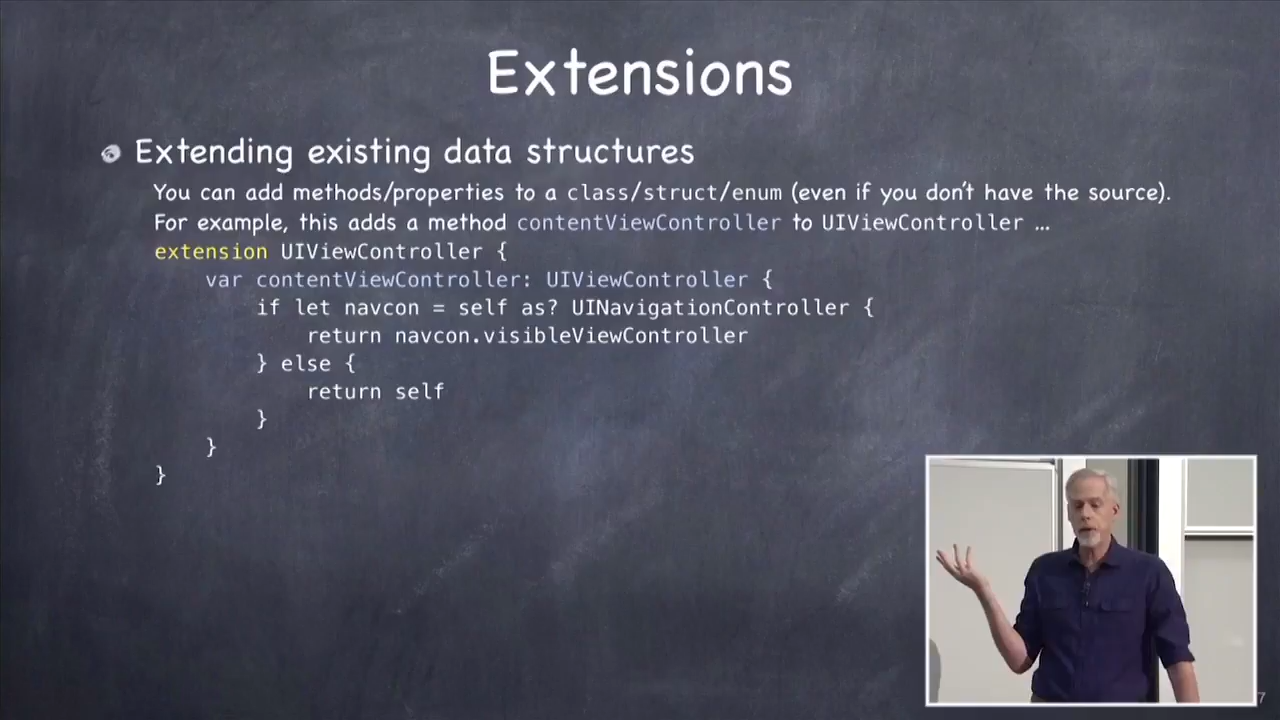 Extensions
Extending existing data structures
You can add methods/properties to a class/struct/enum (even if you don't have the source).
For example, this adds a method contentViewController to UIViewController ...
extension UIViewController {
    var contentViewController: UIViewController {
        if let navcon = self as? UINavigationController {
            return navcon.visibleViewController
        } else {
            return self
        }
    }
}
7